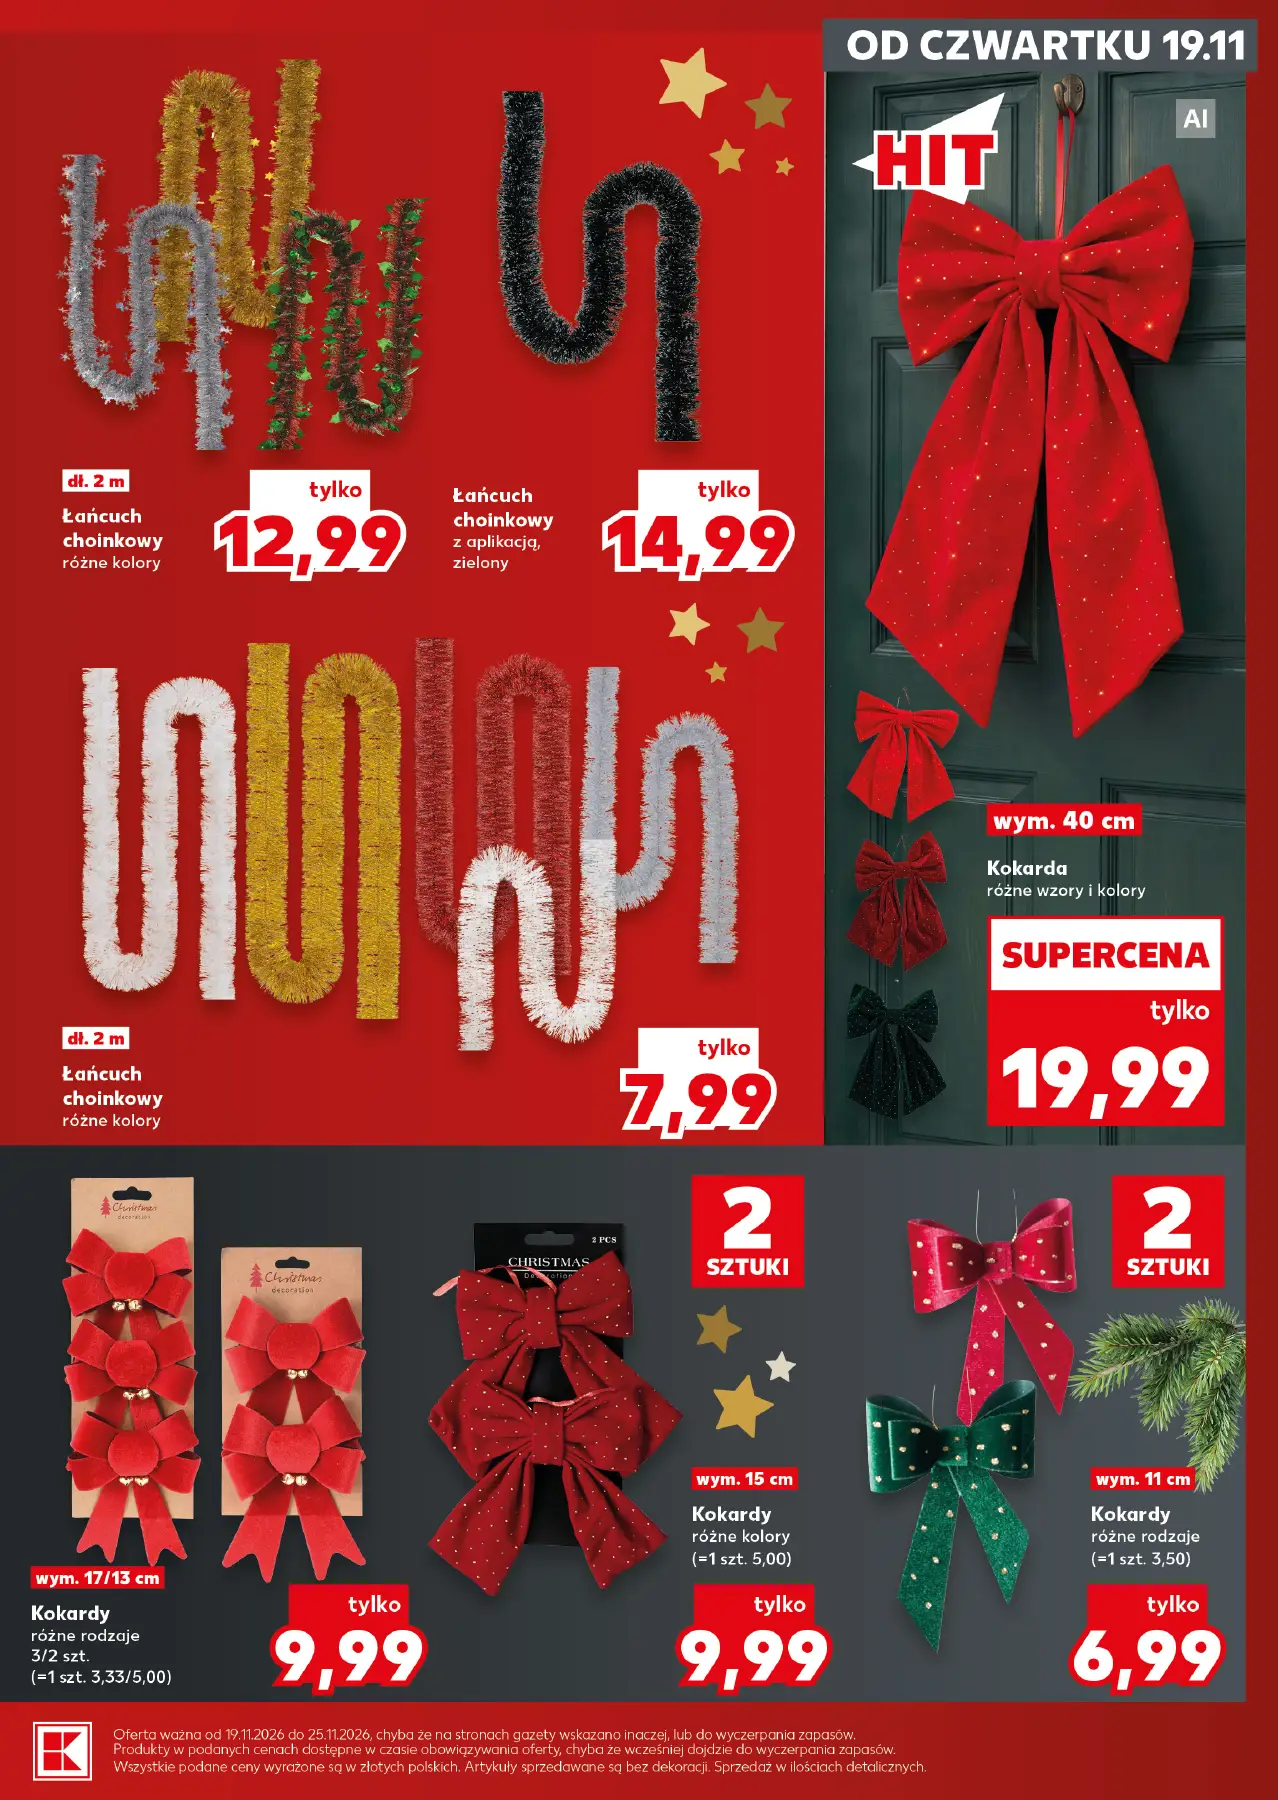 OD CZWARTKU 19.11
AI
HIT
dł. 2 m
Łańcuch
choinkowy
różne kolory
tylko
12,99
Łańcuch
choinkowy
z aplikacją,
zielony
tylko
14,99
wym. 40 cm
Kokarda
różne wzory i kolory
SUPERCENA
tylko
19,99
dł. 2 m
Łańcuch
choinkowy
różne kolory
tylko
7,99
Christmas
decoration
Christmas
decoration
wym. 17/13 cm
Kokardy
różne rodzaje
3/2 szt.
(=1 szt. 3,33/5,00)
tylko
9,99
2 PCS
CHRISTMAS
Decoration
2
SZTUKI
wym. 15 cm
Kokardy
różne kolory
(=1 szt. 5,00)
tylko
9,99
2
SZTUKI
wym. 11 cm
Kokardy
różne rodzaje
(=1 szt. 3,50)
tylko
6,99
Oferta ważna od 19.11.2026 do 25.11.2026, chyba że na stronach gazety wskazano inaczej, lub do wyczerpania zapasów.
Produkty w podanych cenach dostępne w czasie obowiązywania oferty, chyba że wcześniej dojdzie do wyczerpania zapasów.
Wszystkie podane ceny wyrażone są w złotych polskich. Artykuły sprzedawane są bez dekoracji. Sprzedaż w ilościach detalicznych.